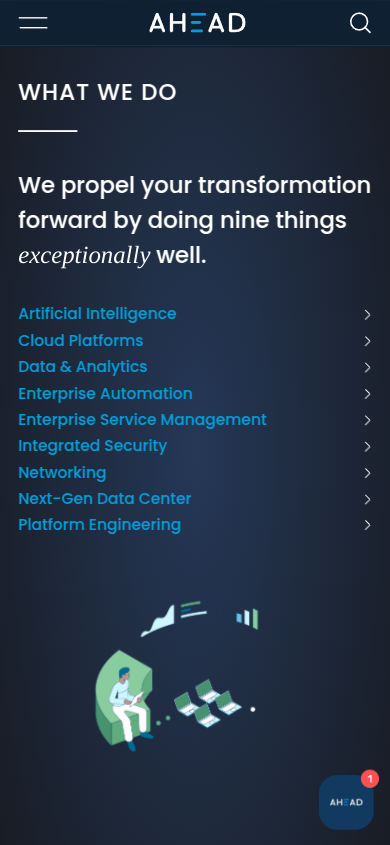 AHEAD
WHAT WE DO
We propel your transformation
forward by doing nine things
exceptionally well.
Artificial Intelligence
Cloud Platforms
Data & Analytics
Enterprise Automation
Enterprise Service Management
Integrated Security
Networking
Next-Gen Data Center
Platform Engineering
1
AHEAD